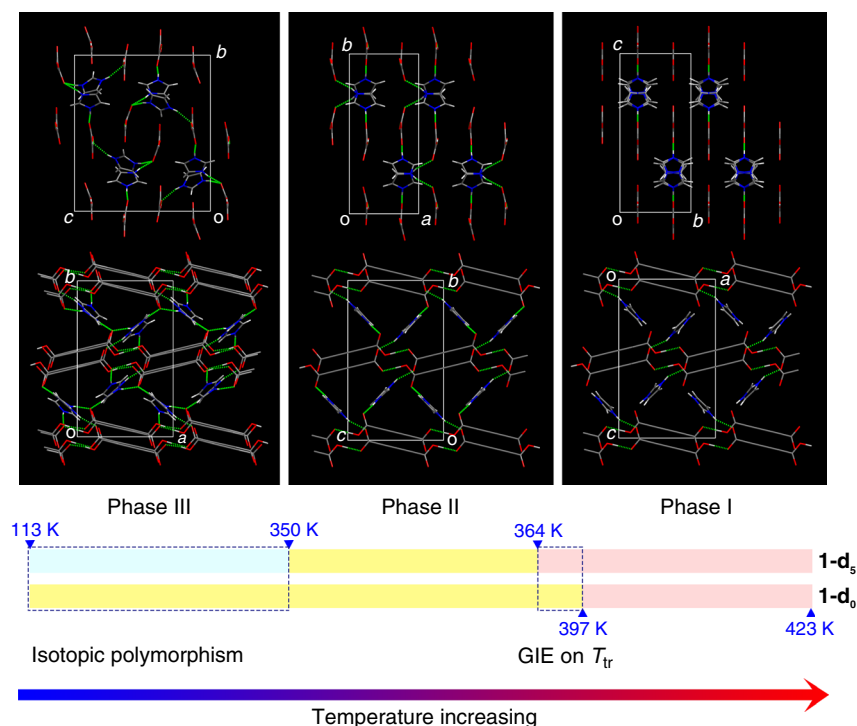 b
c
o
b
o
a
c
o
b
b
o
a
b
c
o
o
a
c
Phase III
Phase II
Phase I
113 K
350 K
364 K
1-d₅
1-d₀
397 K
423 K
Isotopic polymorphism
GIE on Tₜᵣ
Temperature increasing